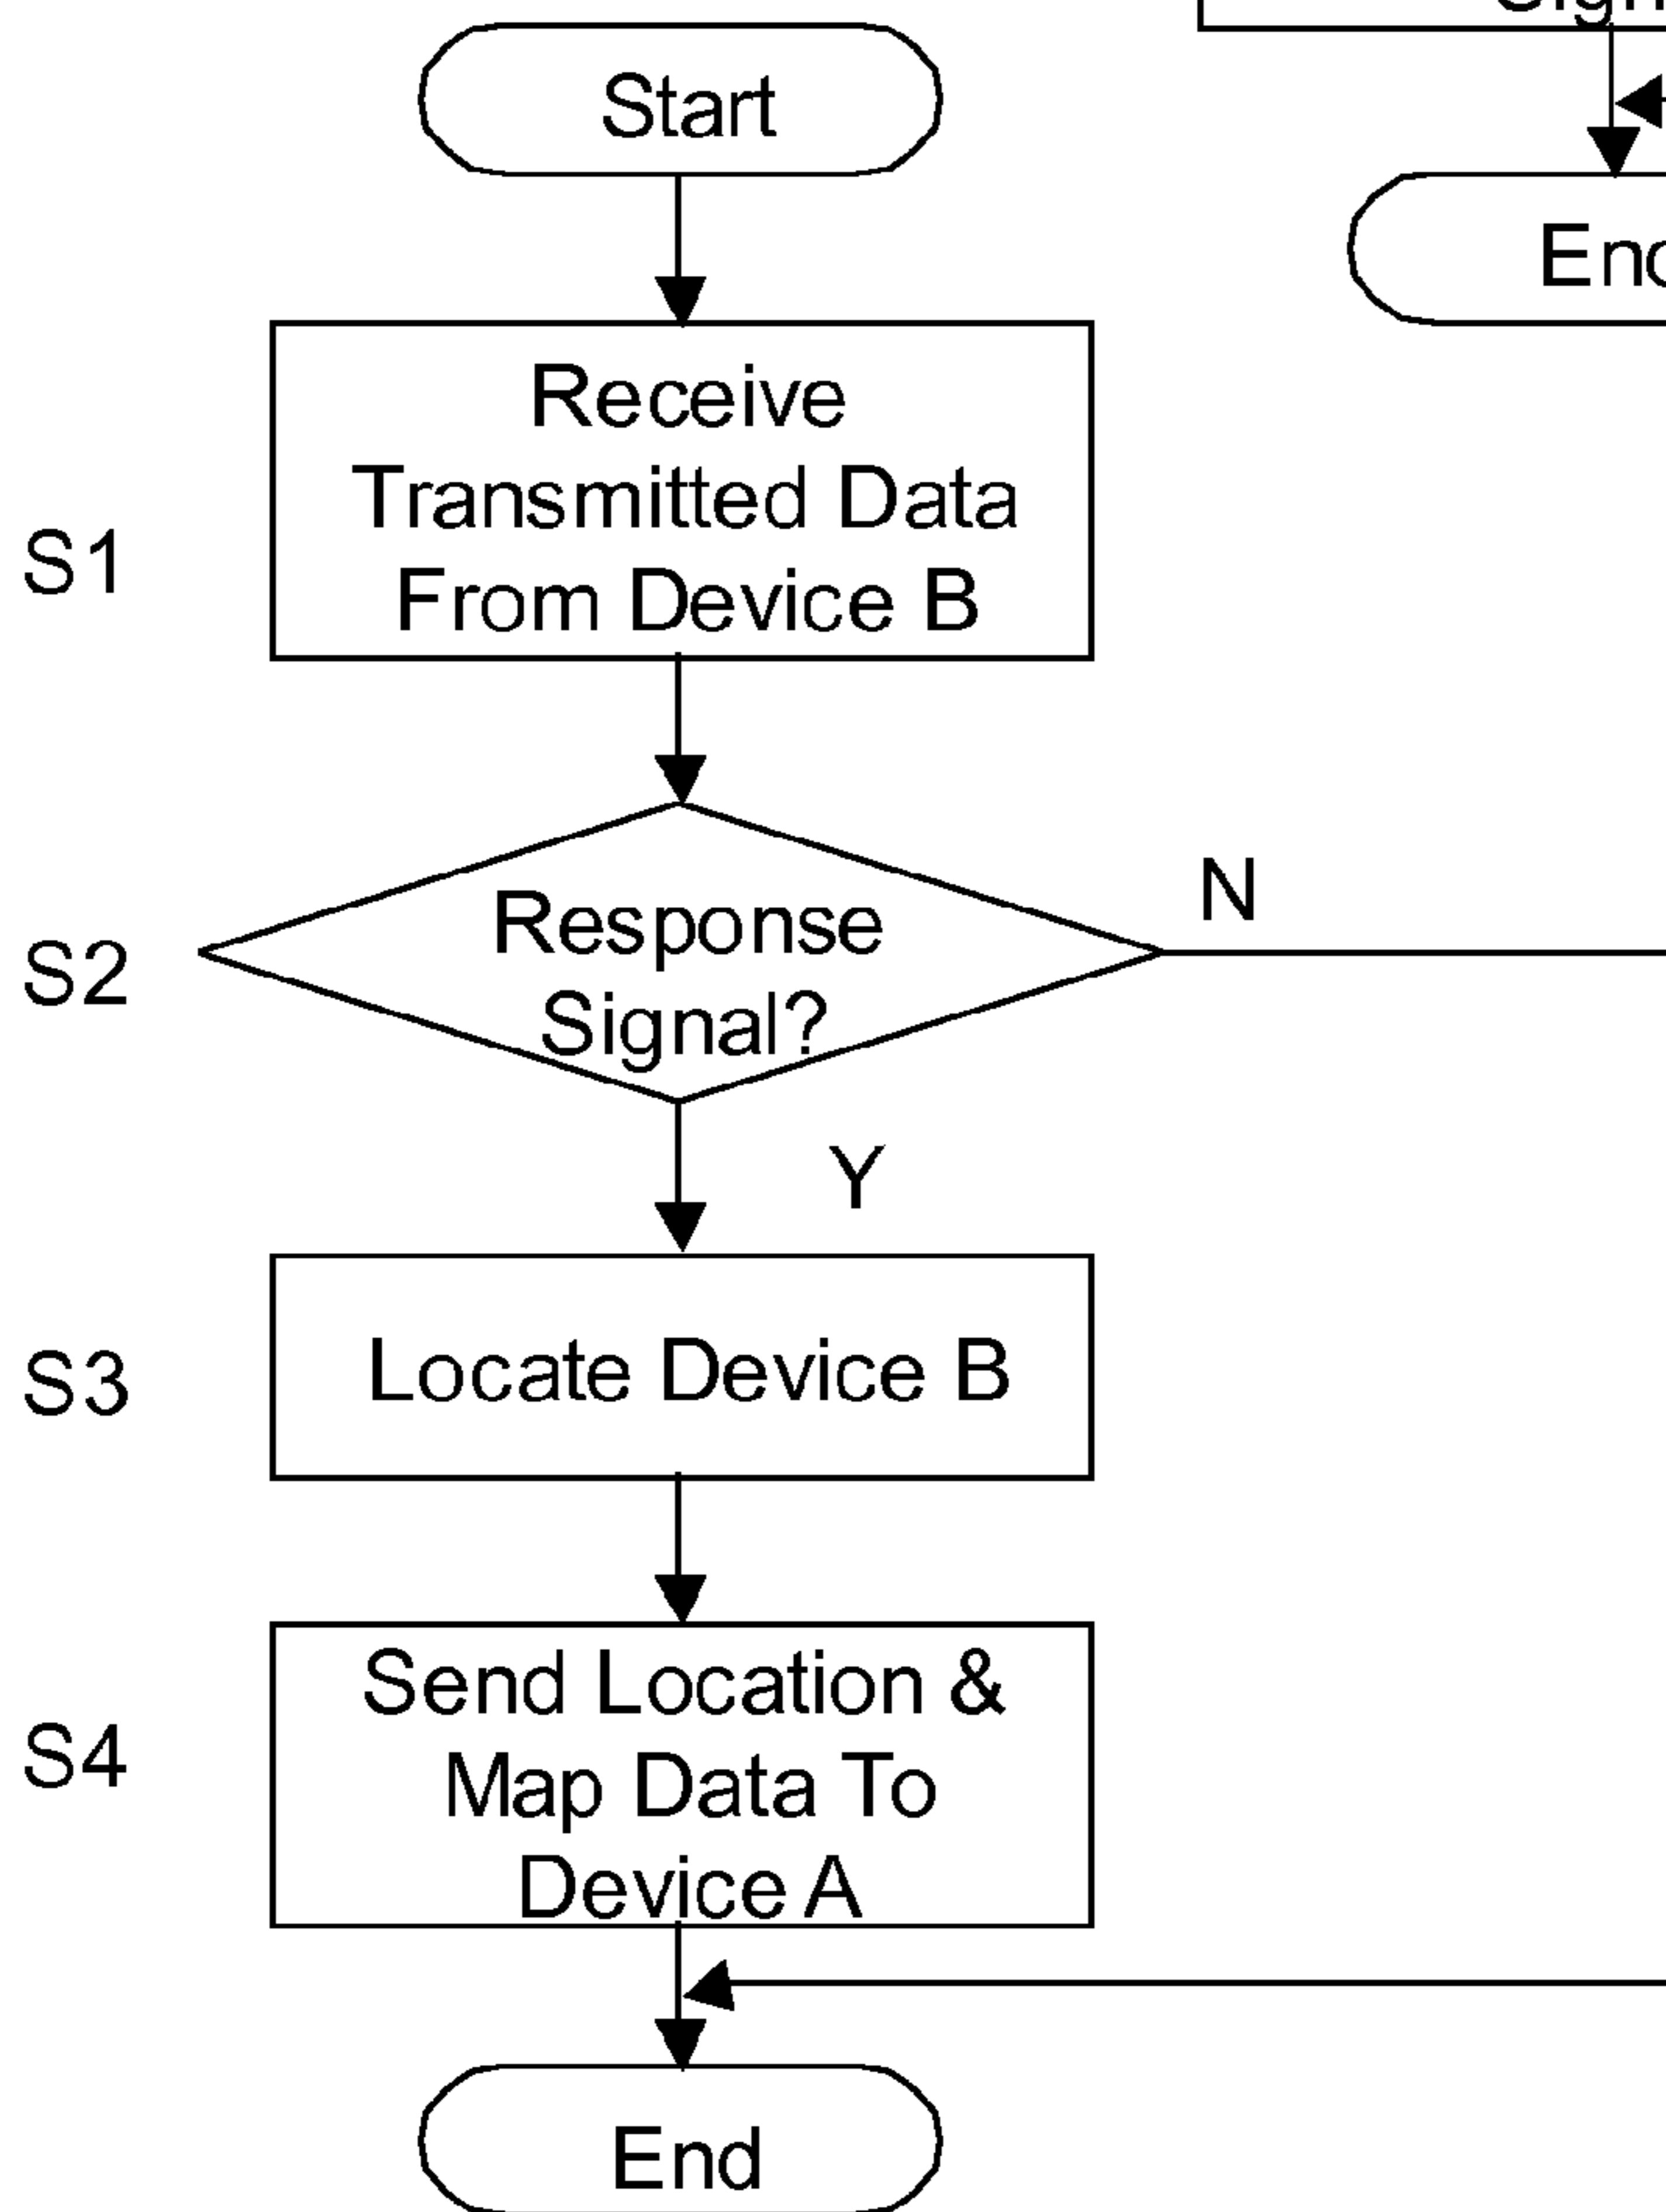 Start
S1
Receive
Transmitted Data
From Device B
S2
Response
Signal?
N
Y
S3
Locate Device B
S4
Send Location &
Map Data To
Device A
End